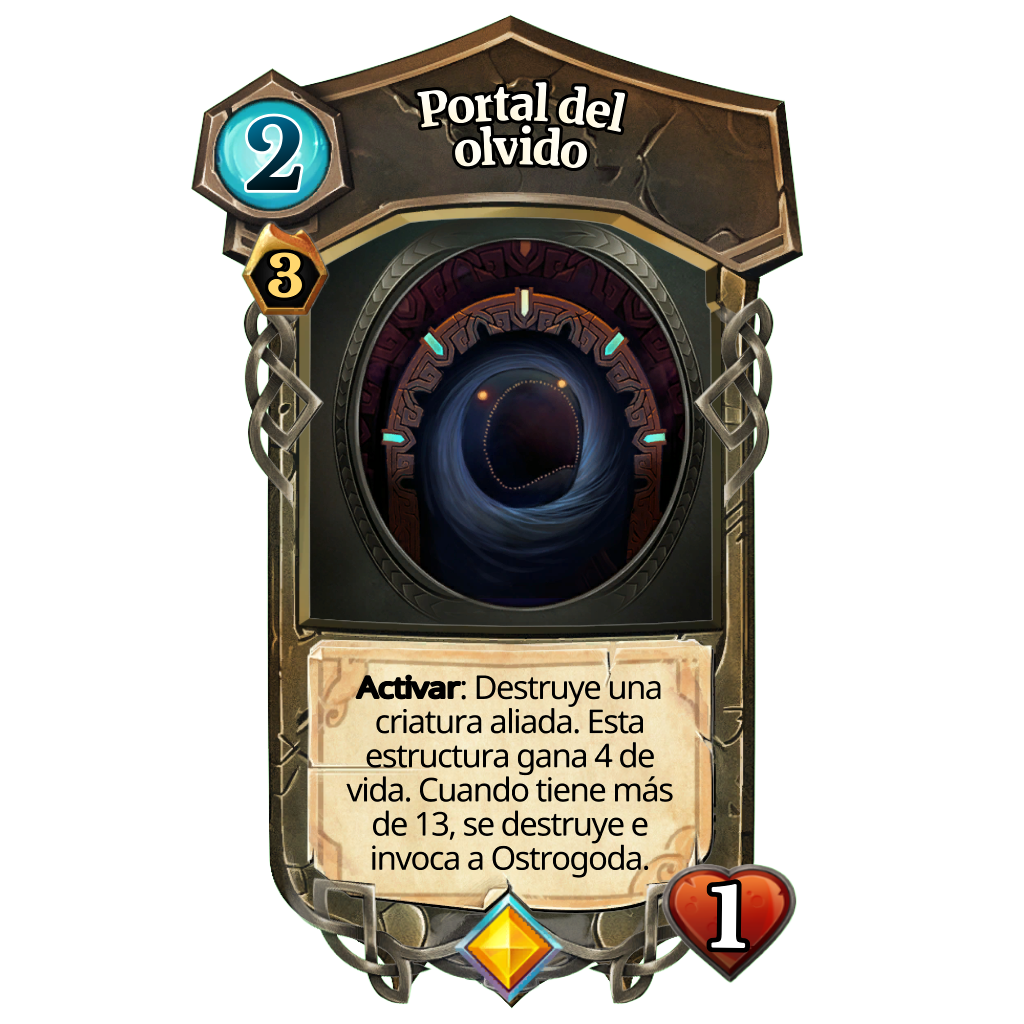 Portal del
olvido
2
3
Activar: Destruye una
criatura aliada. Esta
estructura gana 4 de
vida. Cuando tiene más
de 13, se destruye e
invoca a Ostrogoda.
1